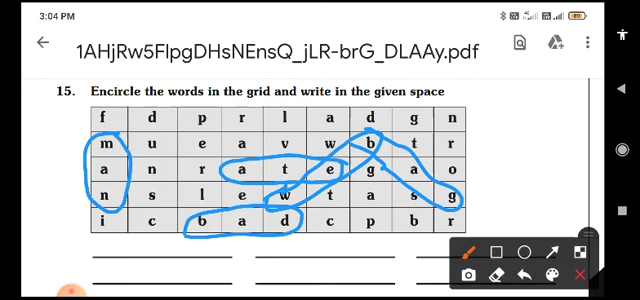 3:04 PM
89
1AHjRw5FlpgDHsNEnsQ_jLR-brG_DLAAy.pdf
15. Encircle the words in the grid and write in the given space
f d p r l a d g n
m u e a v w b t r
a n r a t e g a o
n s l e w t a s g
i c b a d c p b r